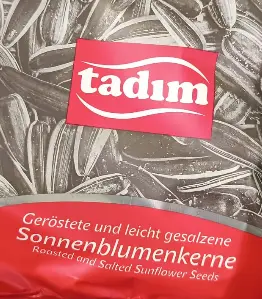 tadım
Geröstete und leicht gesalzene
Sonnenblumenkerne
Roasted and Salted Sunflower Seeds